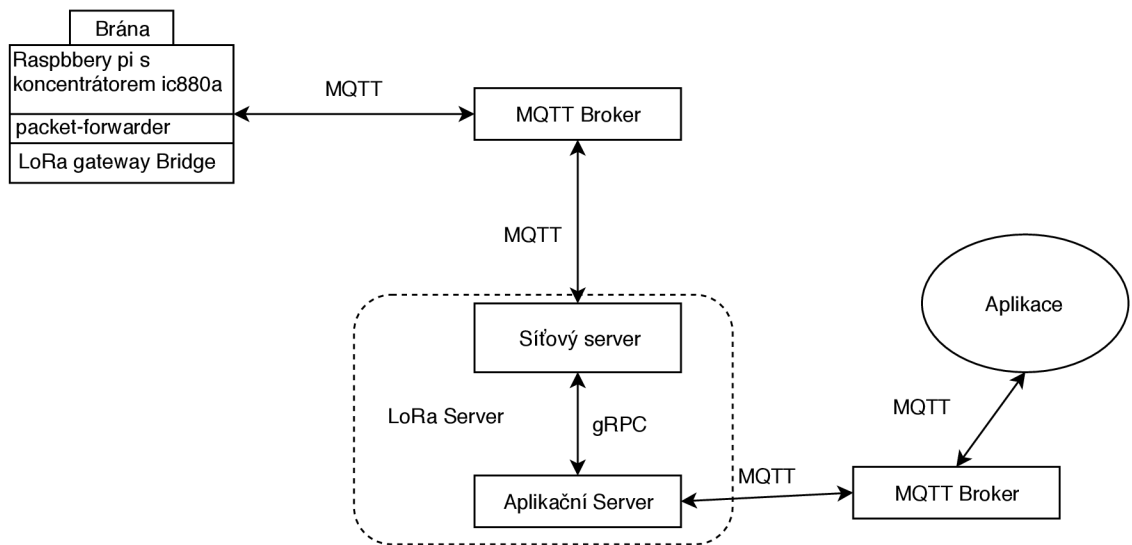 Brána
Raspbbery pi s
koncentrátorem ic880a
packet-forwarder
LoRa gateway Bridge
MQTT
MQTT Broker
MQTT
Síťový server
LoRa Server
gRPC
Aplikační Server
MQTT
MQTT Broker
MQTT
Aplikace